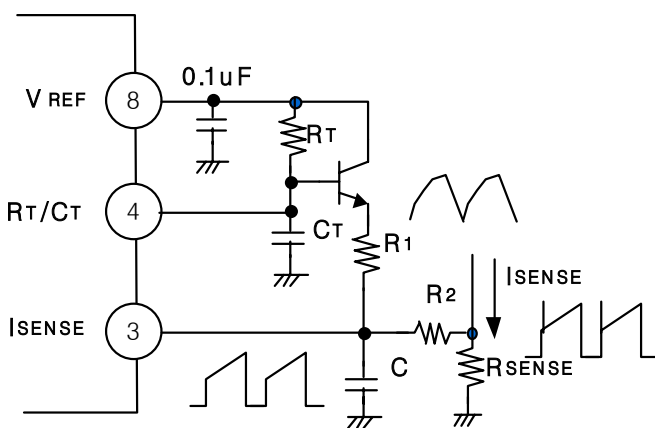 0.1uF
VREF 8
RT
RT/CT 4
CT
R1
ISENSE
R2
ISENSE 3
C
RSENSE